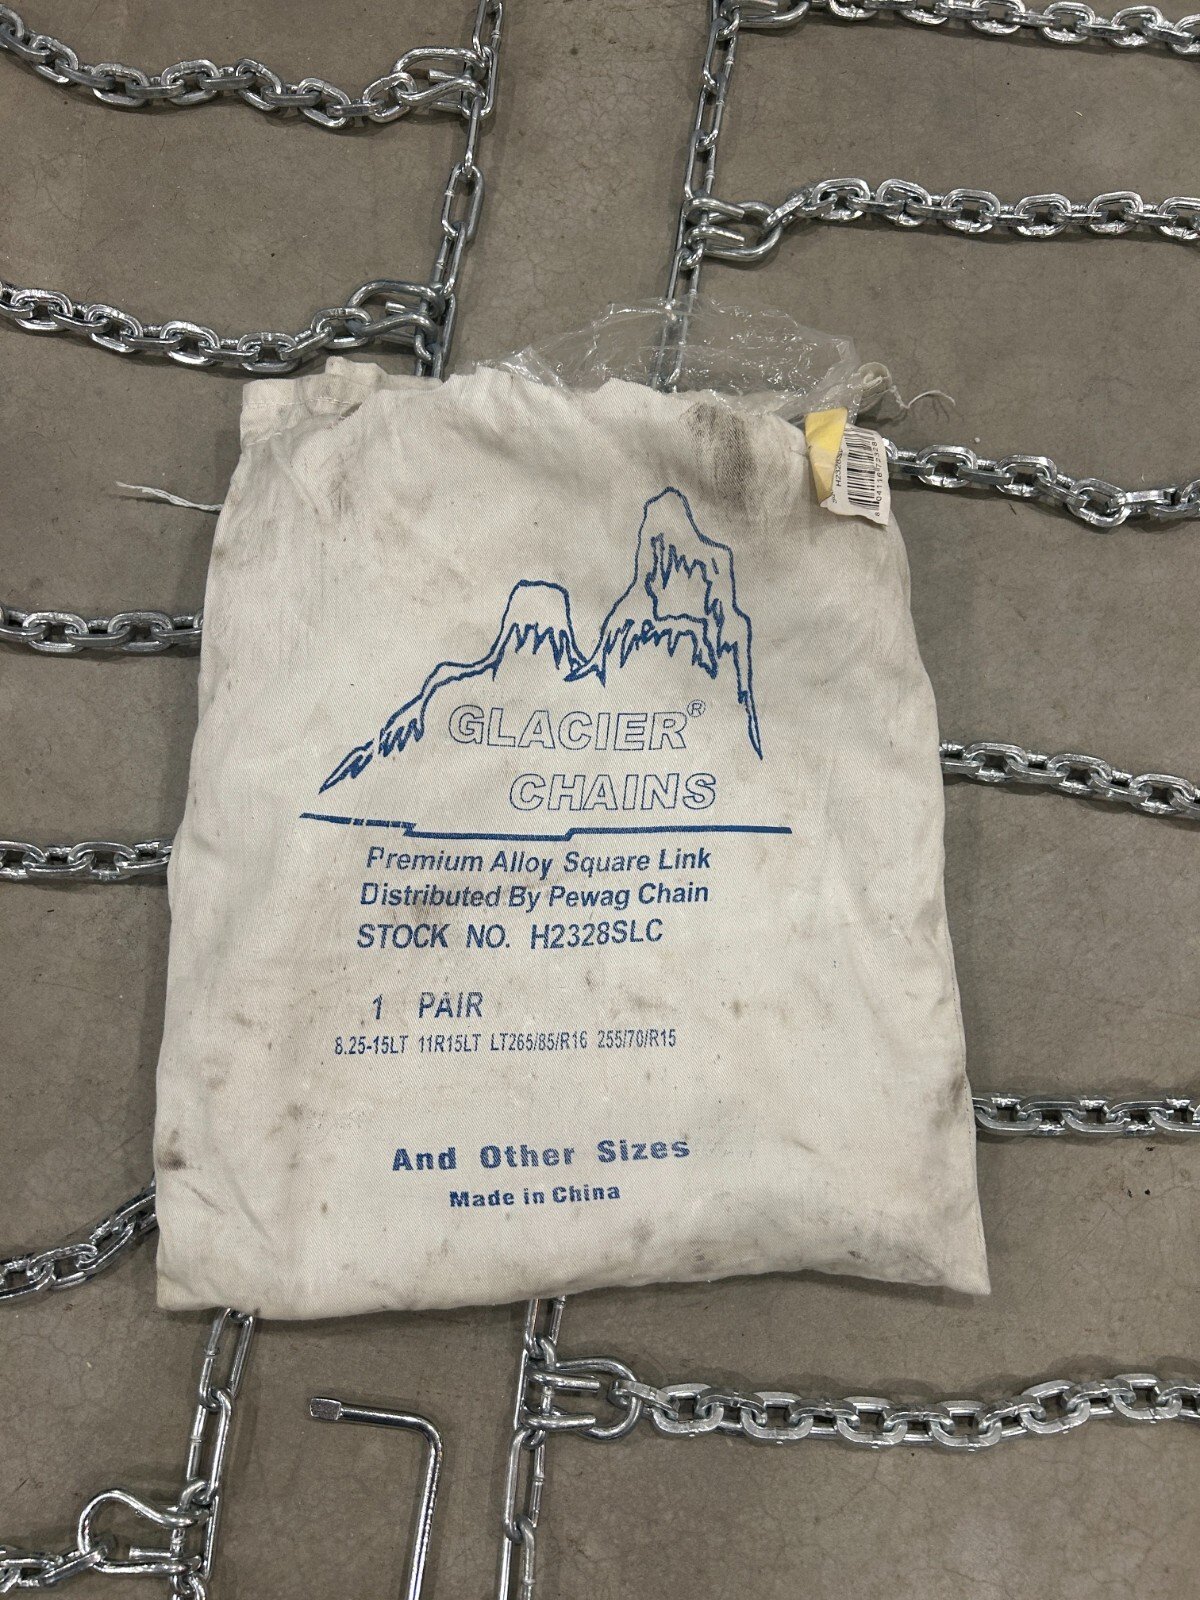 GLACIER®
CHAINS
Premium Alloy Square Link
Distributed By Pewag Chain
STOCK NO. H2328SLC
1 PAIR
8.25-15LT 11R15LT LT265/85/R16 255/70/R15
And Other Sizes
Made in China